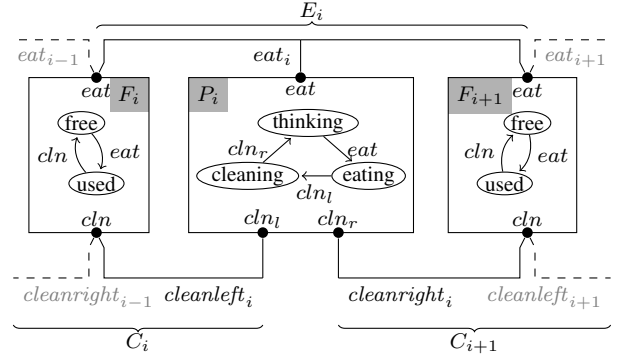 E_i
eat_{i−1} eat_i eat_{i+1}
eat F_i P_i eat F_{i+1} eat
free thinking free
cln eat cln_r eat cln eat
used cleaning cln_l eating used
cln cln_l cln_r cln
cleanright_{i−1} cleanleft_i cleanright_i cleanleft_{i+1}
C_i C_{i+1}